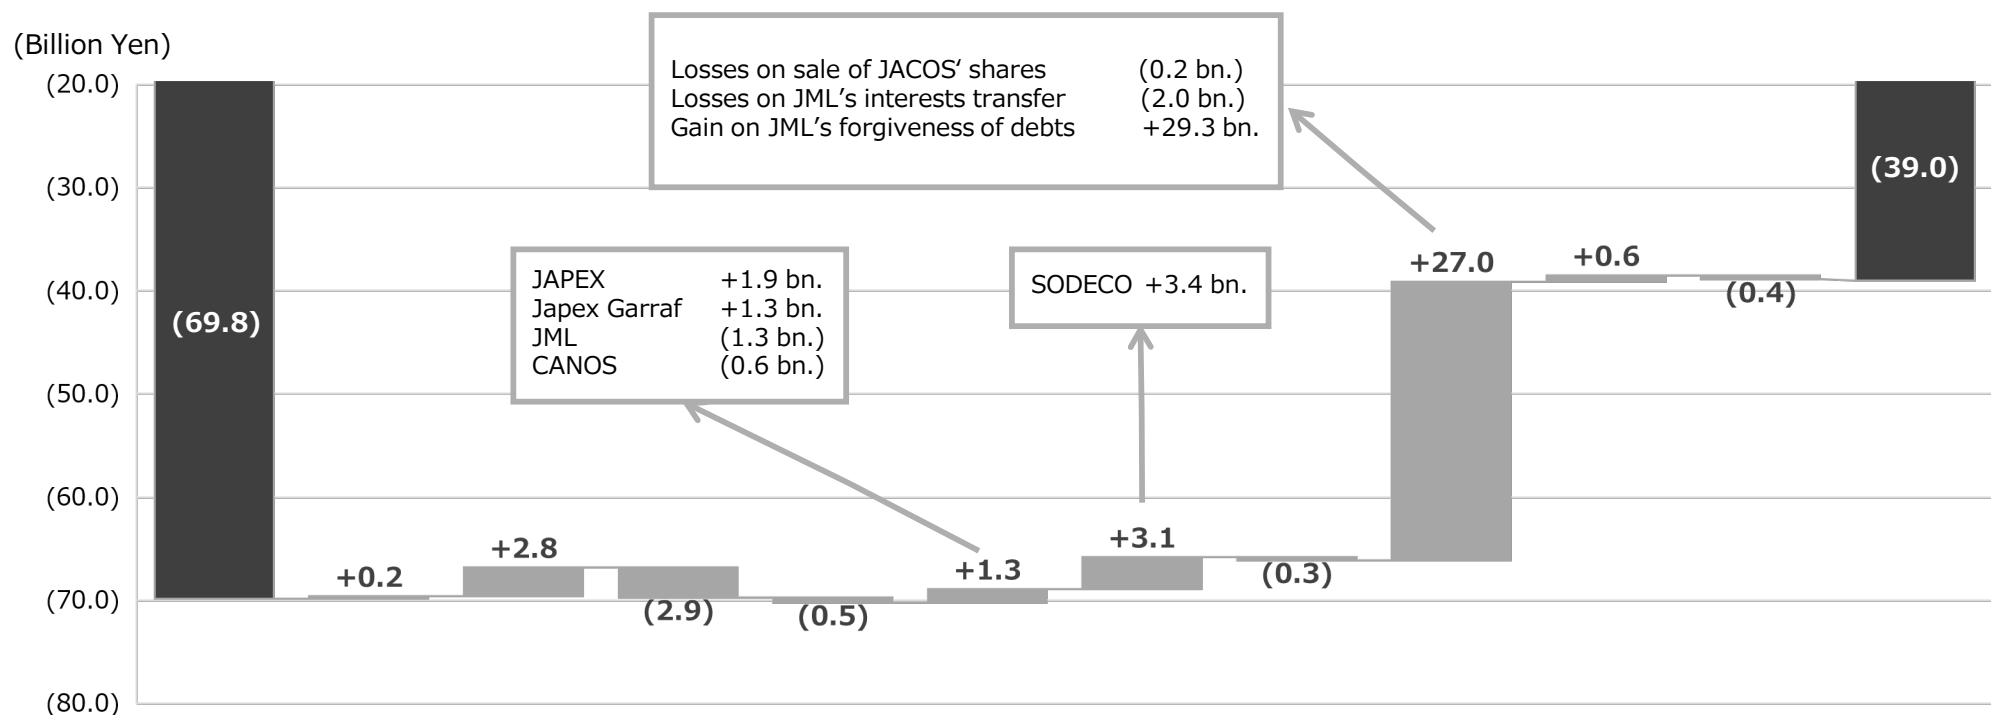 (Billion Yen)
(20.0)
(30.0)
(40.0)
(50.0)
(60.0)
(70.0)
(80.0)
Losses on sale of JACOS‘ shares (0.2 bn.)
Losses on JML’s interests transfer (2.0 bn.)
Gain on JML’s forgiveness of debts +29.3 bn.
JAPEX +1.9 bn.
Japex Garraf +1.3 bn.
JML (1.3 bn.)
CANOS (0.6 bn.)
SODECO +3.4 bn.
(69.8)
+0.2
+2.8
(2.9)
(0.5)
+1.3
+3.1
(0.3)
+27.0
+0.6
(0.4)
(39.0)